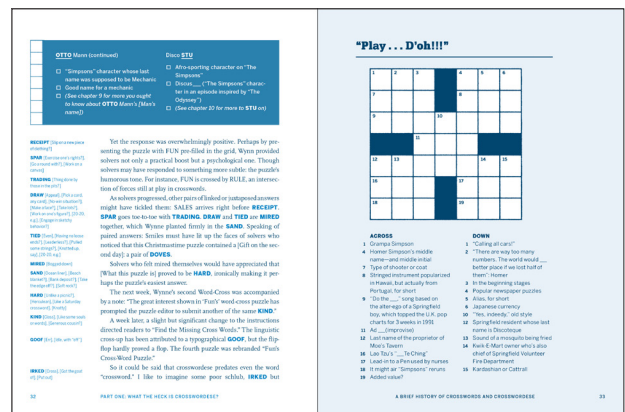 OTTO Mann (continued)
"Simpsons" character whose last
name was supposed to be Mechanic
Good name for a mechanic
(See chapter 9 for more you ought
to know about OTTO Mann's [Man's
name])
Disco STU
Afro-sporting character on "The
Simpsons"
Discus__ ("The Simpsons" charac-
ter in an episode inspired by "The
Odyssey")
(See chapter 10 for more to STU on)
RECEIPT
SPAR
TRADING
DRAW
TIED
MIRED
SAND
HARD
KIND
GOOF
IRKED
Yet the response was overwhelmingly positive. Perhaps by pre-
senting the puzzle with FUN pre-filled in the grid, Wynn provided
solvers not only a practical boost but a psychological one. Though
solvers may have responded to something more subtle: the puzzle's
humorous tone. For instance, FUN is crossed by RULE, an intersec-
tion of forces still at play in crosswords.
As solvers progressed, other pairs of linked or juxtaposed answers
might have tickled them: SALES arrives right before RECEIPT.
SPAR goes toe-to-toe with TRADING. DRAW and TIED are MIRED
together, which Wynne planted firmly in the SAND. Speaking of
paired answers: Smiles must have lit up the faces of solvers who
noticed that this Christmastime puzzle contained a [Gift on the sec-
ond day]: a pair of DOVES.
Solvers who felt mired themselves would have appreciated that
[What this puzzle is] proved to be HARD, ironically making it per-
haps the puzzle's easiest answer.
The next week, Wynne's second Word-Cross was accompanied
by a note: "The great interest shown in 'Fun's' word cross puzzle has
prompted the puzzle editor to submit another of the same KIND."
A week later, a slight but significant change to the instructions
directed readers to "Find the Missing Cross Words." The linguistic
cross-up has been attributed to a typographical GOOF, but the flip-
flop hardly proved a flop. The fourth puzzle was rebranded "Fun's
Cross-Word Puzzle."
So it could be said that crosswordese predates even the word
"crossword." I like to imagine some poor schlub, IRKED but
32
PART ONE: WHAT THE HECK IS CROSSWORDESE?
"Play . . . D'oh!!!"
1 2 3 4 5 6
7 8
9 10
11
12 13 14 15
16 17
18 19
ACROSS
1 Grampa Simpson
4 Homer Simpson's middle
name—and middle initial
7 Type of shooter or coat
8 Stringed instrument popularized
in Hawaii, but actually from
Portugal, for short
9 "Do the ___" song based on
the alter-ego of a Springfield
boy, which topped the U.K. pop
charts for 3 weeks in 1991
11 Ad __ (improvise)
12 Last name of the proprietor of
Moe's Tavern
16 Lao Tzu's "__ Te Ching"
17 Lead-in to a Pen used by nurses
18 It might air "Simpsons" reruns
19 Added value?
DOWN
1 "Calling all cars!"
2 "There are way too many
numbers. The world would __
better place if we lost half of
them": Homer
3 In the beginning stages
4 Popular newspaper puzzles
5 Alias, for short
6 Japanese currency
10 "Yes, indeedy," old style
12 Springfield resident whose last
name is Discotheque
13 Sound of a mosquito being fried
14 Kwik-E-Mart owner who's also
chief of Springfield Volunteer
Fire Department
15 Kardashian or Cattrall
A BRIEF HISTORY OF CROSSWORDS AND CROSSWORDESE
33